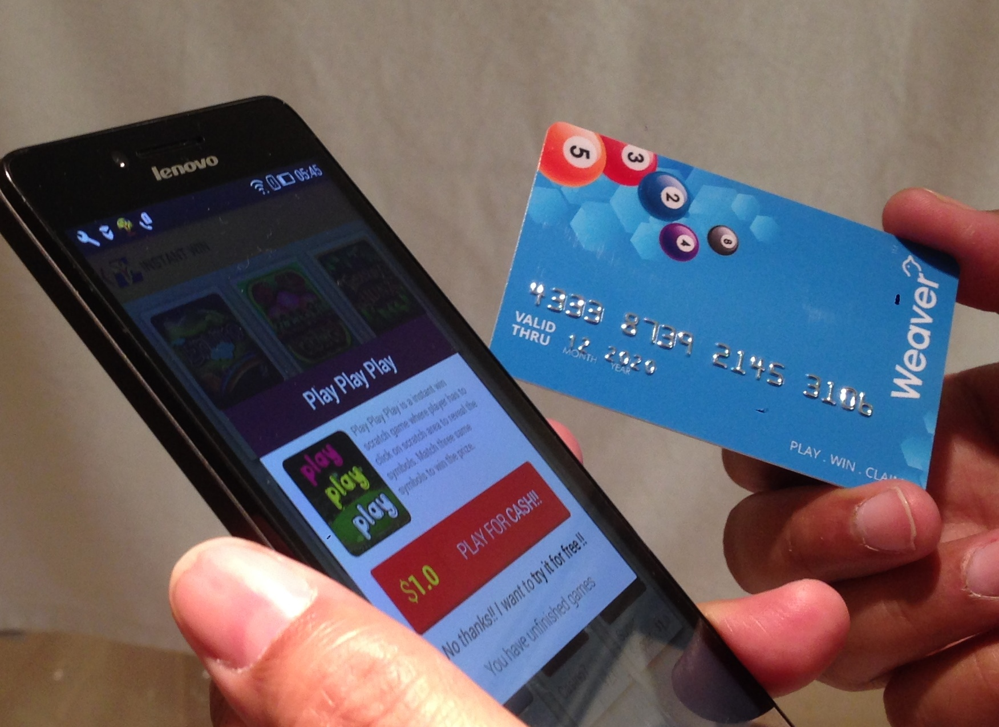 lenovo
05:45
INSTANT WIN
Play Play Play
Play Play Play is a instant win
scratch game where player has to
click on scratch area to reveal the
symbols. Match three same
symbols to win the prize.
play
play
play
$1.0 PLAY FOR CASH!!
No thanks!! I want to try it for free !!
You have unfinished games
5
3
2
4
8
4333 8739 2145 3106
VALID
THRU
12 2020
MONTH YEAR
Weaver
PLAY . WIN . CLAI